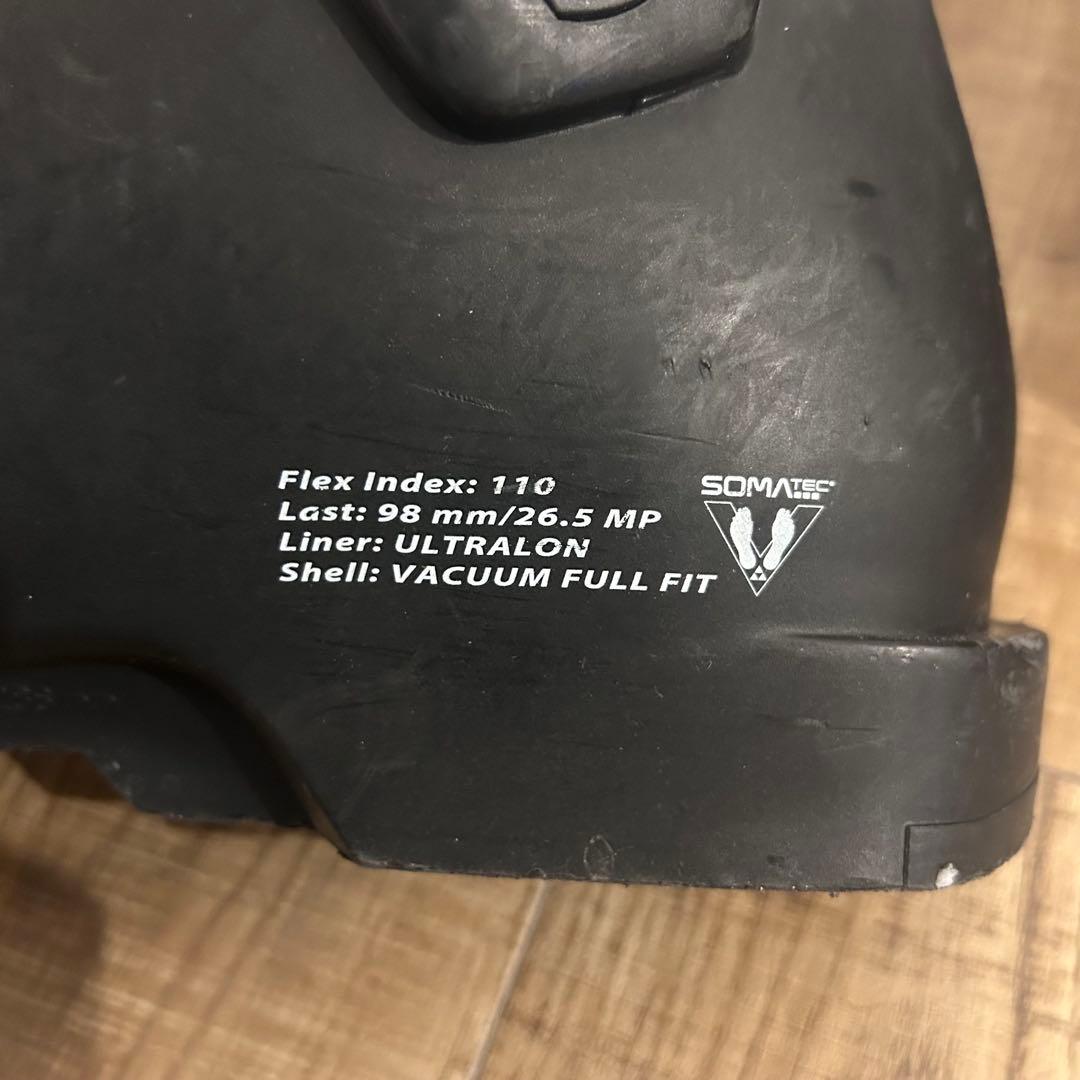 Flex Index: 110
Last: 98 mm/26.5 MP
Liner: ULTRALON
Shell: VACUUM FULL FIT
SOMATEC